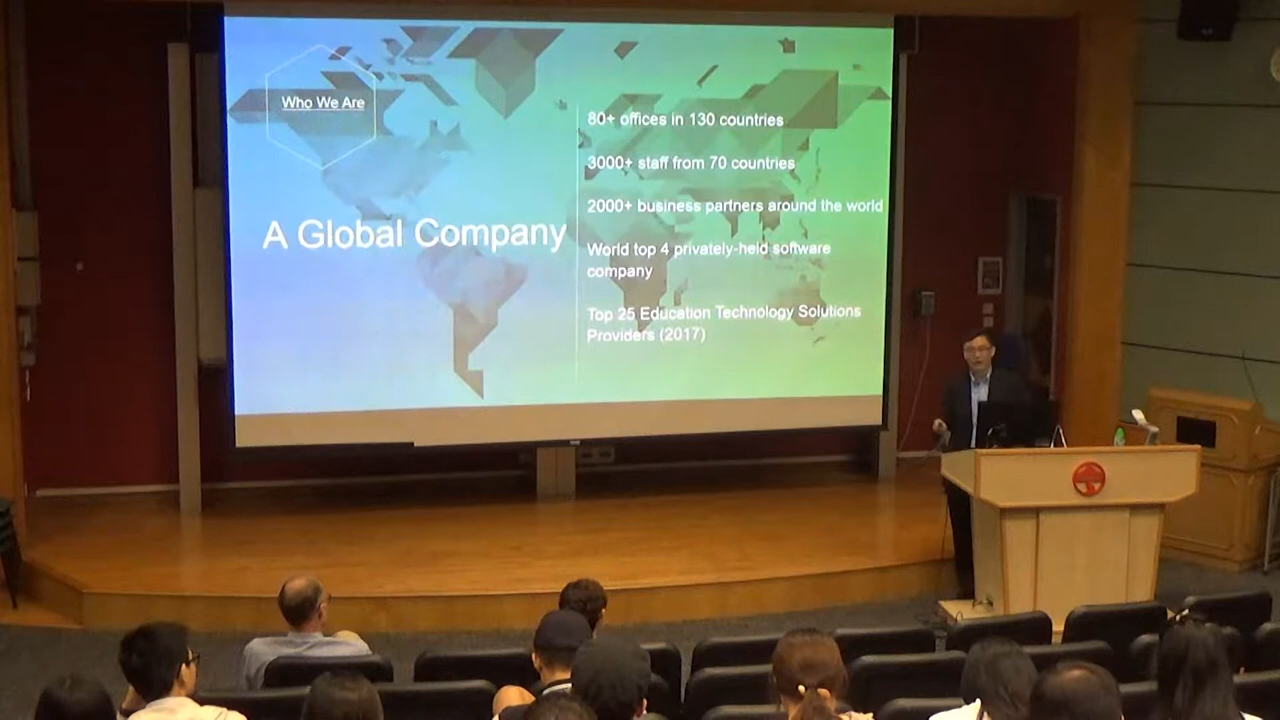 Who We Are
A Global Company
80+ offices in 130 countries
3000+ staff from 70 countries
2000+ business partners around the world
World top 4 privately-held software
company
Top 25 Education Technology Solutions
Providers (2017)